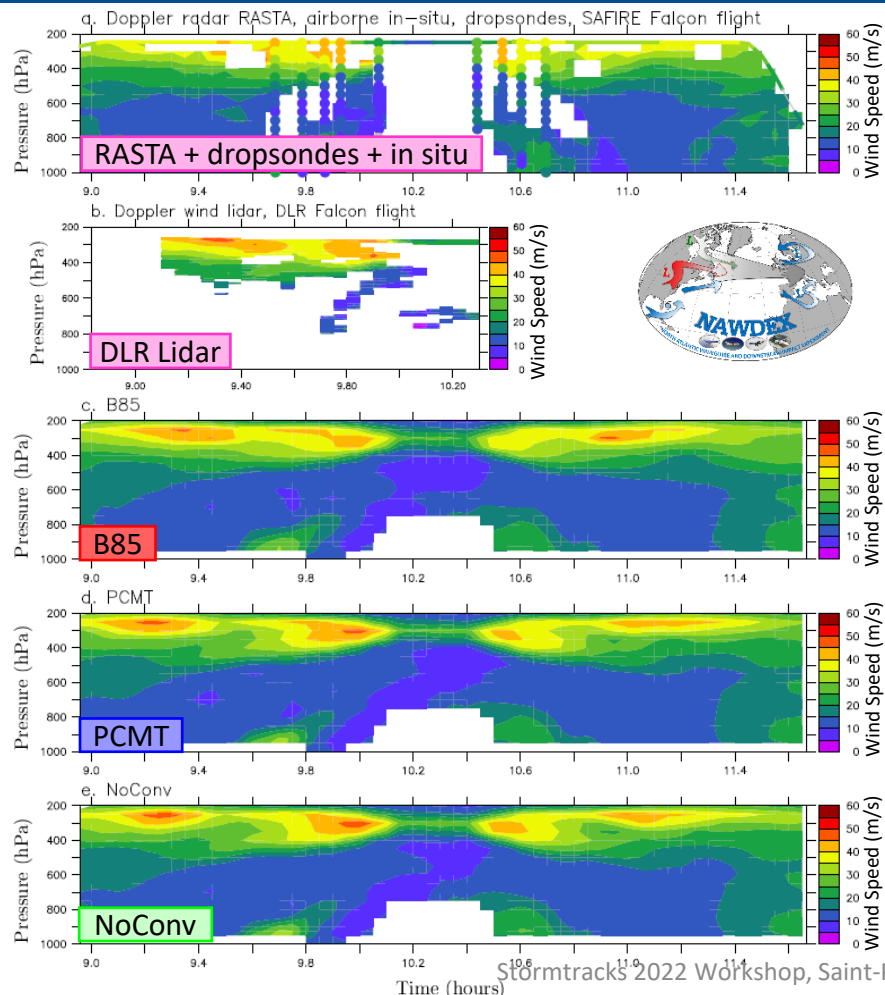 a. Doppler radar RASTA, airborne in-situ, dropsondes, SAFIRE Falcon flight
Pressure (hPa)
200
400
600
800
1000
RASTA + dropsondes + in situ
9.0 9.4 9.8 10.2 10.6 11.0 11.4
60
50
40
30
20
10
0
Wind Speed (m/s)
b. Doppler wind lidar, DLR Falcon flight
Pressure (hPa)
200
400
600
800
1000
DLR Lidar
9.00 9.40 9.80 10.20
60
50
40
30
20
10
0
Wind Speed (m/s)
L
L
NAWDEX
NORTH ATLANTIC WAVEGUIDE AND DOWNSTREAM IMPACT EXPERIMENT
c. B85
Pressure (hPa)
200
400
600
800
1000
B85
9.0 9.4 9.8 10.2 10.6 11.0 11.4
60
50
40
30
20
10
0
Wind Speed (m/s)
d. PCMT
Pressure (hPa)
200
400
600
800
1000
PCMT
9.0 9.4 9.8 10.2 10.6 11.0 11.4
60
50
40
30
20
10
0
Wind Speed (m/s)
e. NoConv
Pressure (hPa)
200
400
600
800
1000
NoConv
9.0 9.4 9.8 10.2 10.6 11.0 11.4
60
50
40
30
20
10
0
Wind Speed (m/s)
Time (hours)
Stormtracks 2022 Workshop, Saint-